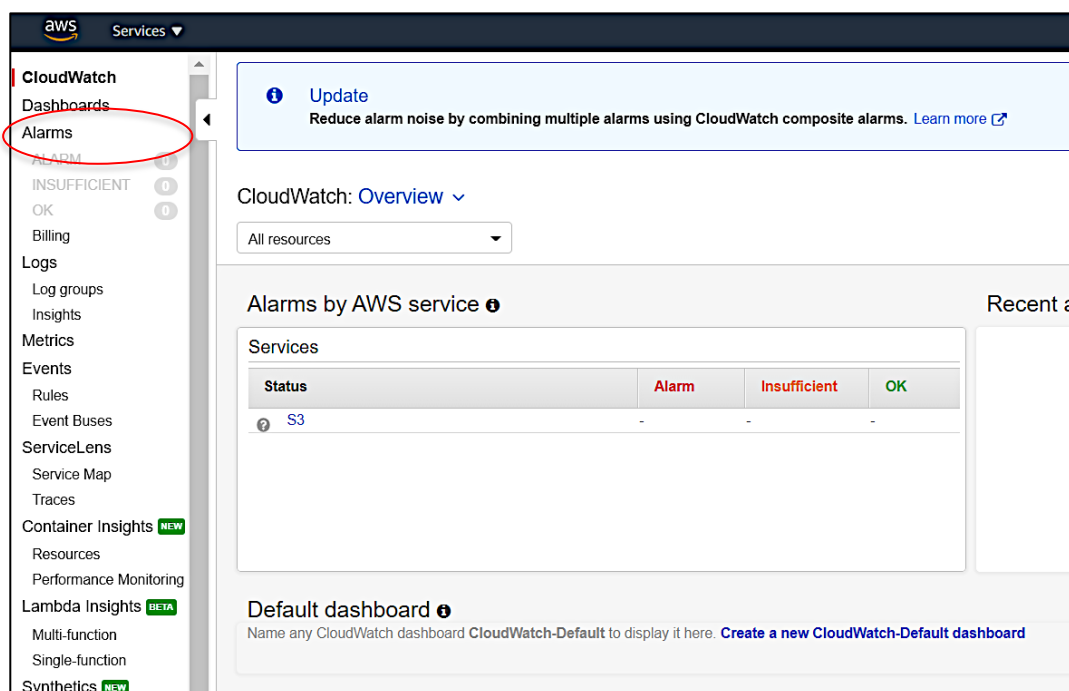 aws Services
CloudWatch
Dashboards
Alarms
ALARM 0
INSUFFICIENT 0
OK 0
Billing
Logs
Log groups
Insights
Metrics
Events
Rules
Event Buses
ServiceLens
Service Map
Traces
Container Insights NEW
Resources
Performance Monitoring
Lambda Insights BETA
Multi-function
Single-function
Synthetics NEW
Update
Reduce alarm noise by combining multiple alarms using CloudWatch composite alarms. Learn more
CloudWatch: Overview
All resources
Alarms by AWS service
Services
Status Alarm Insufficient OK
S3 - - -
Recent a
Default dashboard
Name any CloudWatch dashboard CloudWatch-Default to display it here. Create a new CloudWatch-Default dashboard